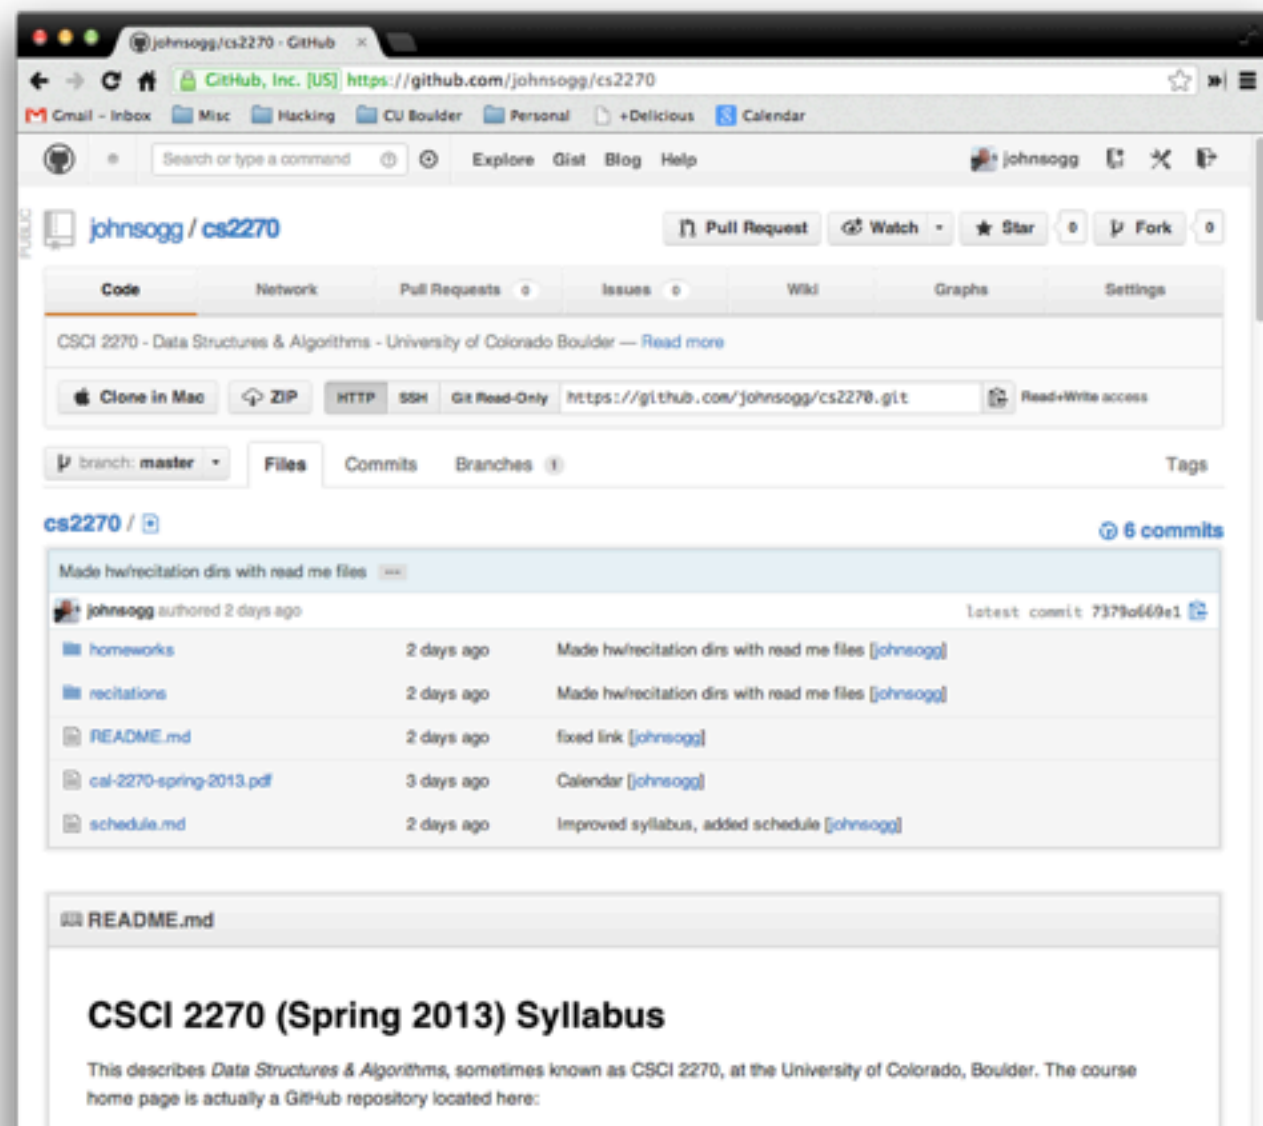 johnsogg/cs2270 - GitHub
GitHub, Inc. [US] https://github.com/johnsogg/cs2270
Gmail - Inbox Misc Hacking CU Boulder Personal +Delicious Calendar
Search or type a command Explore Gist Blog Help johnsogg
PUBLIC
johnsogg / cs2270 Pull Request Watch Star 0 Fork 0
Code Network Pull Requests 0 Issues 0 Wiki Graphs Settings
CSCI 2270 - Data Structures & Algorithms - University of Colorado Boulder — Read more
Clone in Mac ZIP HTTP SSH Git Read-Only https://github.com/johnsogg/cs2270.git Read+Write access
branch: master Files Commits Branches 1 Tags
cs2270 / 6 commits
Made hw/recitation dirs with read me files
johnsogg authored 2 days ago latest commit 7379a669e1
homeworks 2 days ago Made hw/recitation dirs with read me files [johnsogg]
recitations 2 days ago Made hw/recitation dirs with read me files [johnsogg]
README.md 2 days ago fixed link [johnsogg]
cal-2270-spring-2013.pdf 3 days ago Calendar [johnsogg]
schedule.md 2 days ago Improved syllabus, added schedule [johnsogg]
README.md
CSCI 2270 (Spring 2013) Syllabus
This describes Data Structures & Algorithms, sometimes known as CSCI 2270, at the University of Colorado, Boulder. The course
home page is actually a GitHub repository located here: